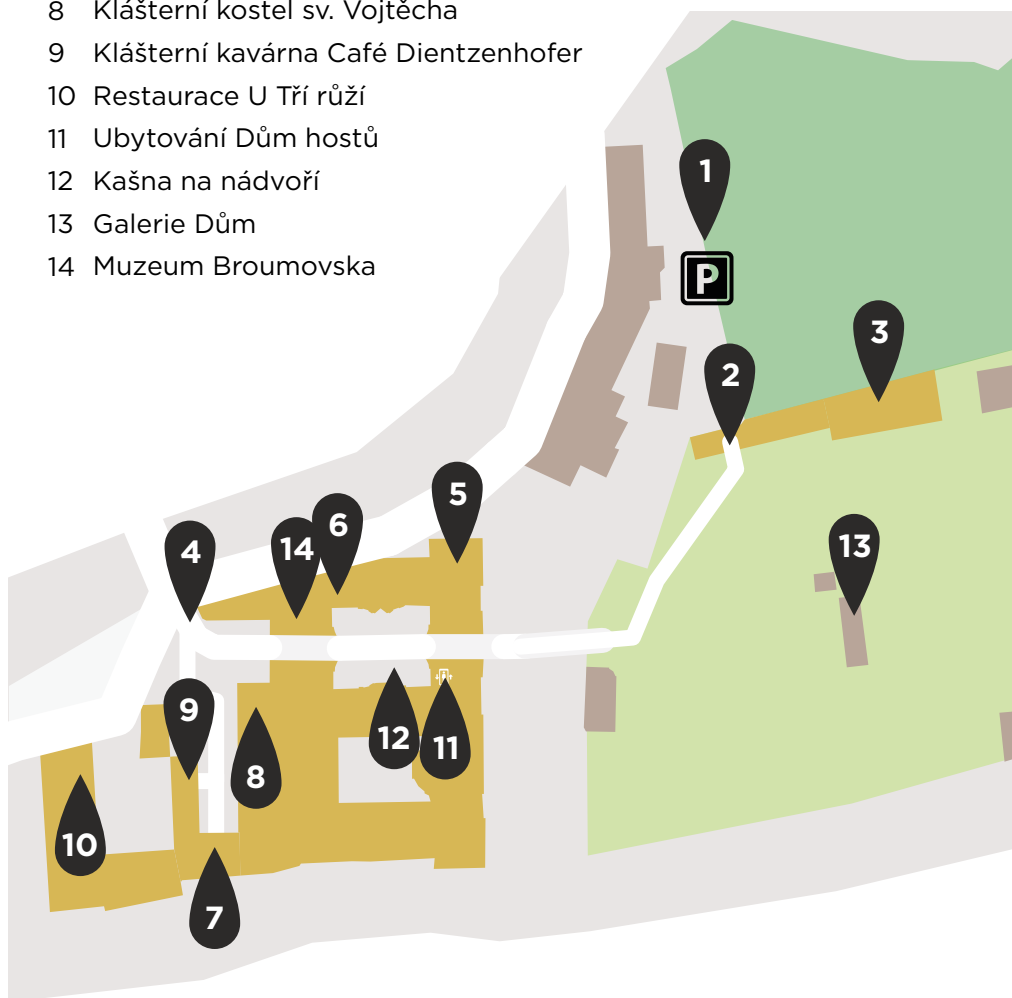 8 Klášterní kostel sv. Vojtěcha
9 Klášterní kavárna Café Dientzenhofer
10 Restaurace U Tří růží
11 Ubytování Dům hostů
12 Kašna na nádvoří
13 Galerie Dům
14 Muzeum Broumovska
1
P
3
2
5
6
14
4
13
9
12
11
8
10
7